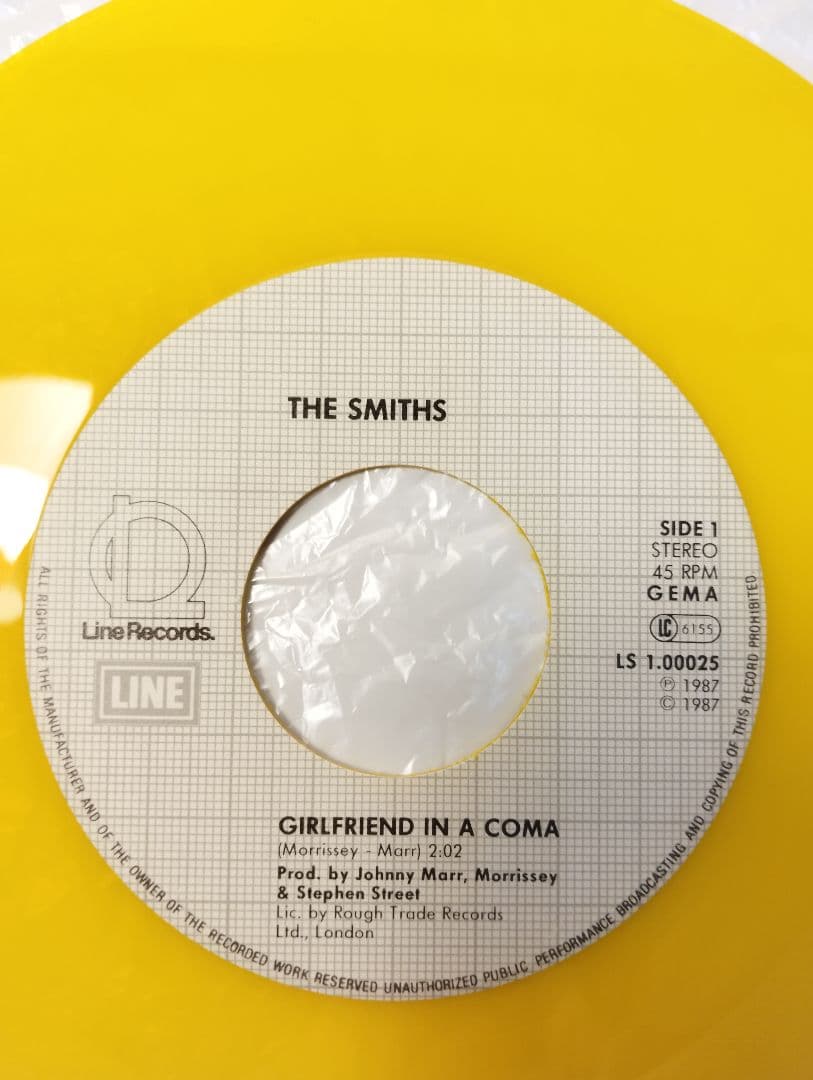 THE SMITHS
Line Records.
LINE
SIDE 1
STEREO
45 RPM
GEMA
LC 6155
LS 1.00025
Ⓟ 1987
© 1987
GIRLFRIEND IN A COMA
(Morrissey - Marr) 2:02
Prod. by Johnny Marr, Morrissey
& Stephen Street
Lic. by Rough Trade Records
Ltd., London
ALL RIGHTS OF THE MANUFACTURER AND OF THE OWNER OF THE RECORDED WORK RESERVED UNAUTHORIZED PUBLIC PERFORMANCE BROADCASTING AND COPYING OF THIS RECORD PROHIBITED